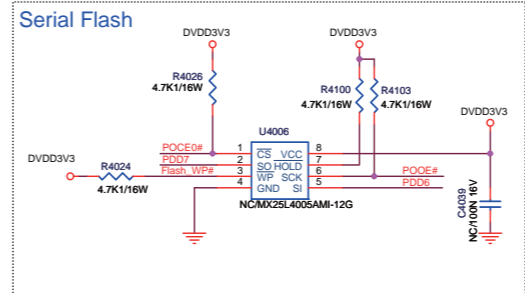 Serial Flash
DVDD3V3
DVDD3V3
R4026
4.7K1/16W
R4100
4.7K1/16W
R4103
4.7K1/16W
DVDD3V3
U4006
POCE0#
1
CS
VCC
8
DVDD3V3
PDD7
2
SO
HOLD
7
R4024
Flash_WP#
3
WP
SCK
6
POOE#
4.7K1/16W
4
GND
SI
5
PDD6
NC/MX25L4005AMI-12G
C4039
NC/100N 16V